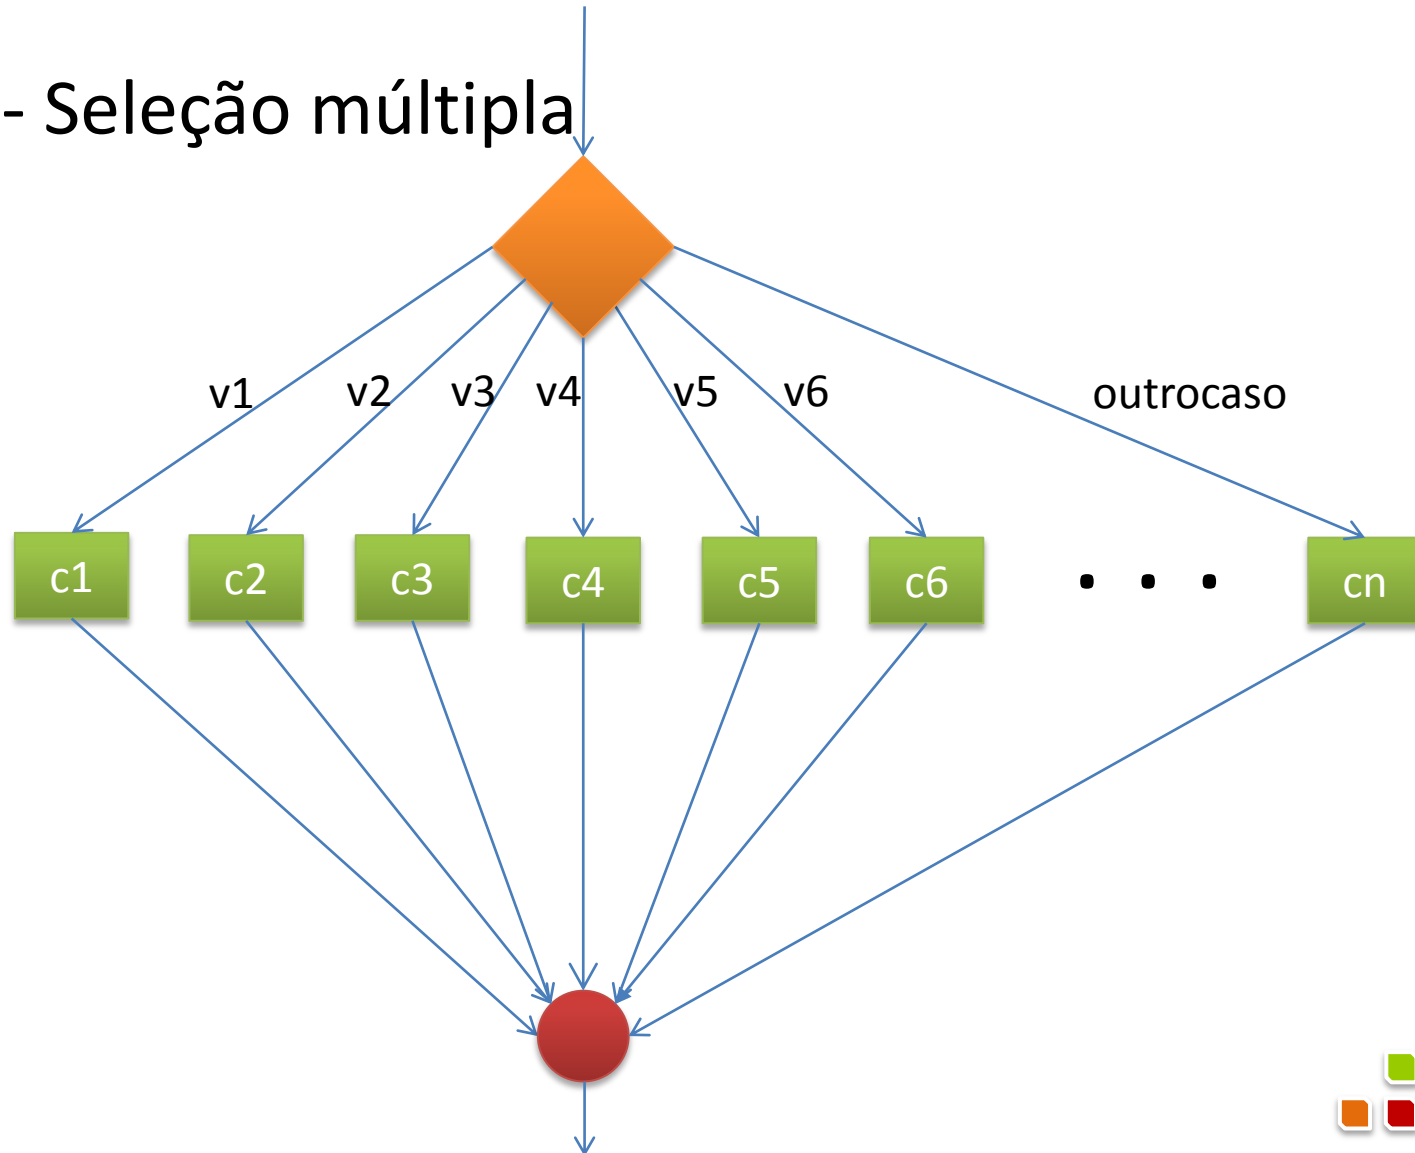 - Seleção múltipla
v1 v2 v3 v4 v5 v6 outrocaso
c1 c2 c3 c4 c5 c6 . . . cn